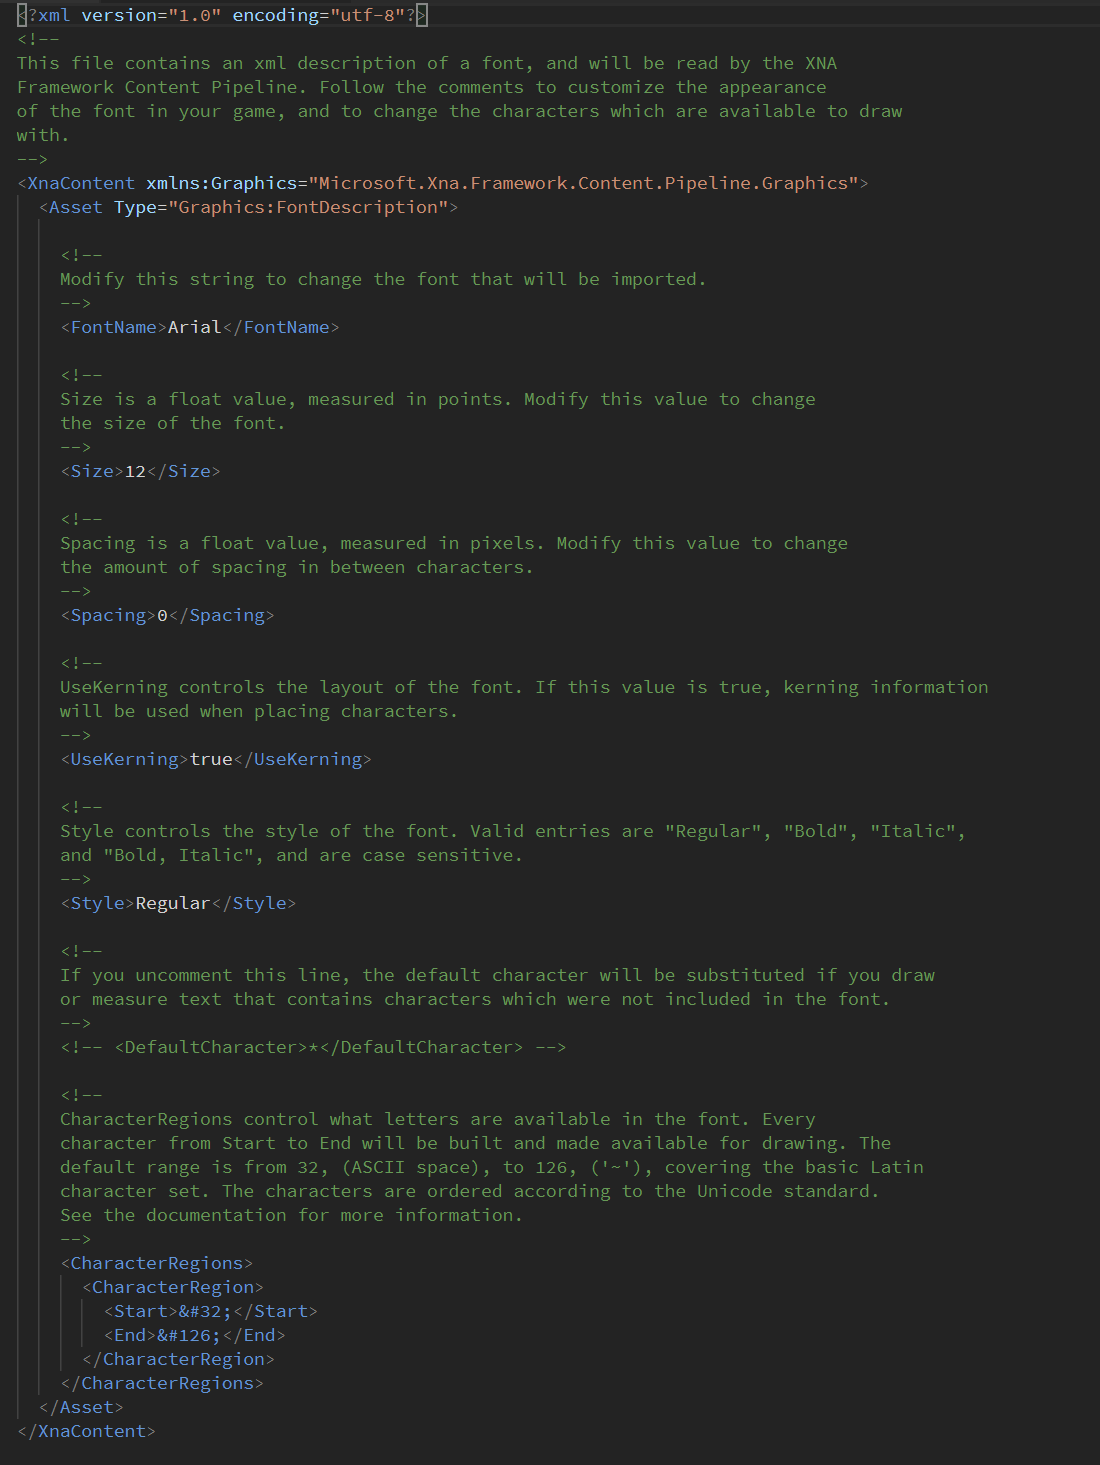 <?xml version="1.0" encoding="utf-8"?>
<!--
This file contains an xml description of a font, and will be read by the XNA
Framework Content Pipeline. Follow the comments to customize the appearance
of the font in your game, and to change the characters which are available to draw
with.
-->
<XnaContent xmlns:Graphics="Microsoft.Xna.Framework.Content.Pipeline.Graphics">
  <Asset Type="Graphics:FontDescription">

    <!--
    Modify this string to change the font that will be imported.
    -->
    <FontName>Arial</FontName>

    <!--
    Size is a float value, measured in points. Modify this value to change
    the size of the font.
    -->
    <Size>12</Size>

    <!--
    Spacing is a float value, measured in pixels. Modify this value to change
    the amount of spacing in between characters.
    -->
    <Spacing>0</Spacing>

    <!--
    UseKerning controls the layout of the font. If this value is true, kerning information
    will be used when placing characters.
    -->
    <UseKerning>true</UseKerning>

    <!--
    Style controls the style of the font. Valid entries are "Regular", "Bold", "Italic",
    and "Bold, Italic", and are case sensitive.
    -->
    <Style>Regular</Style>

    <!--
    If you uncomment this line, the default character will be substituted if you draw
    or measure text that contains characters which were not included in the font.
    -->
    <!-- <DefaultCharacter>*</DefaultCharacter> -->

    <!--
    CharacterRegions control what letters are available in the font. Every
    character from Start to End will be built and made available for drawing. The
    default range is from 32, (ASCII space), to 126, ('~'), covering the basic Latin
    character set. The characters are ordered according to the Unicode standard.
    See the documentation for more information.
    -->
    <CharacterRegions>
      <CharacterRegion>
        <Start>&#32;</Start>
        <End>&#126;</End>
      </CharacterRegion>
    </CharacterRegions>
  </Asset>
</XnaContent>